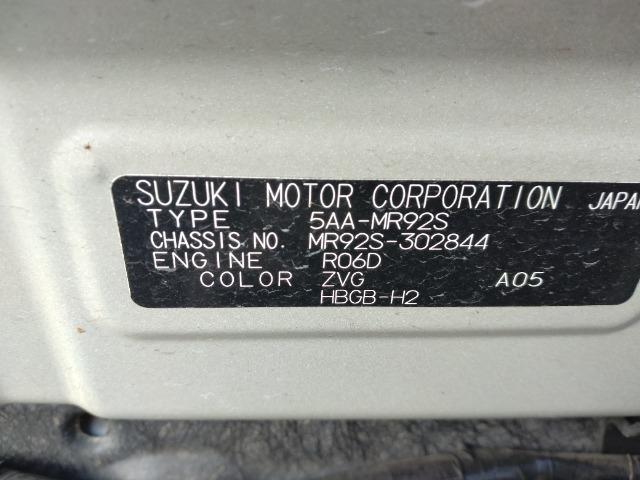 SUZUKI MOTOR CORPORATION JAPAN
TYPE 5AA-MR92S
CHASSIS NO. MR92S-302844
ENGINE R06D
COLOR ZVG A05
HBGB-H2